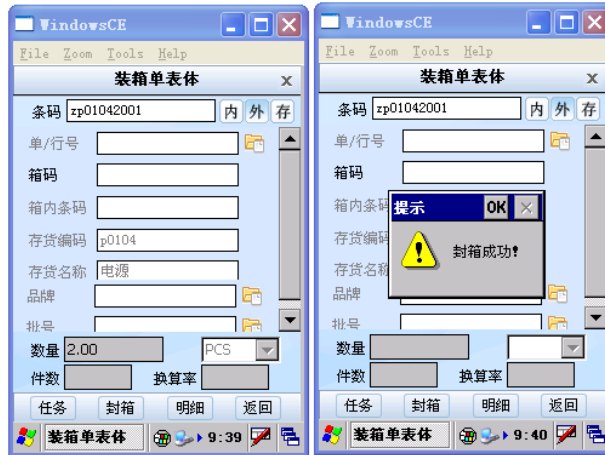 WindowsCE
File Zoom Tools Help
装箱单表体 x
条码 zp01042001 内 外 存
单/行号
箱码
箱内条码
存货编码 p0104
存货名称 电源
品牌
批号
数量 2.00 PCS
件数 换算率
任务 封箱 明细 返回
装箱单表体 9:39
WindowsCE
File Zoom Tools Help
装箱单表体 x
条码 zp01042001 内 外 存
单/行号
箱码
箱内条码
提示 OK
存货编码
封箱成功!
存货名称
品牌
批号
数量
件数 换算率
任务 封箱 明细 返回
装箱单表体 9:40